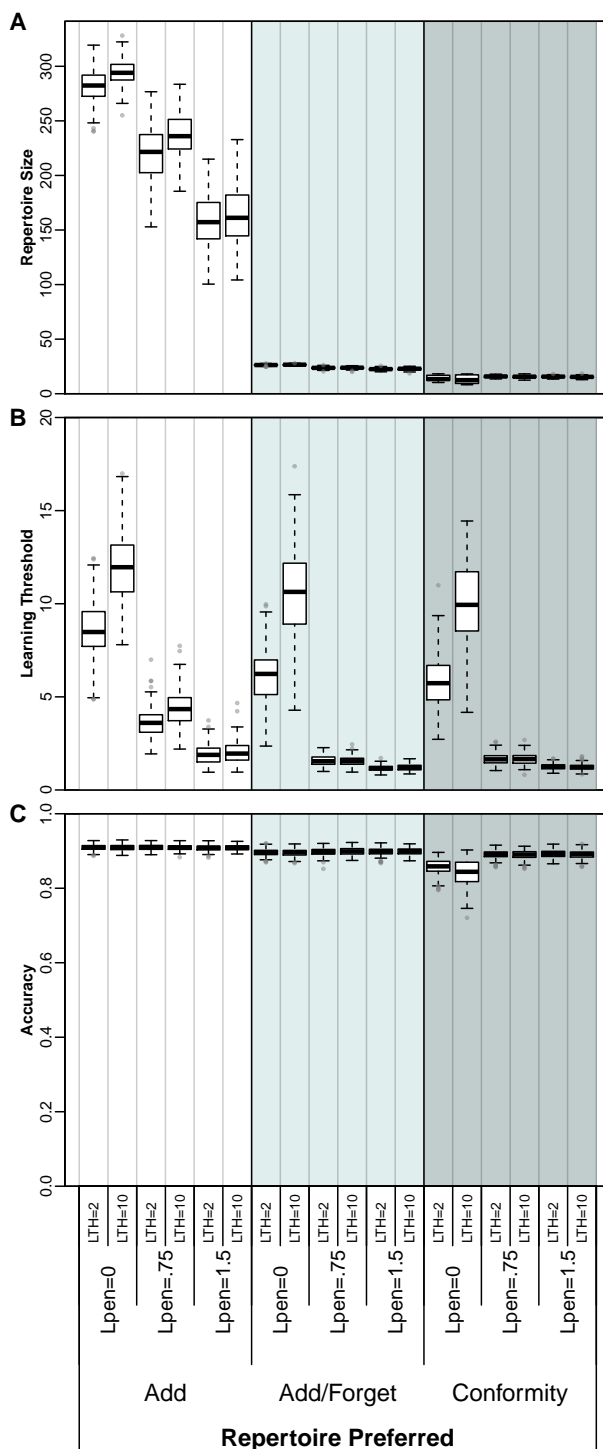 A
Repertoire Size
300
250
200
150
100
50
0
B
Learning Threshold
20
15
10
5
0
C
Accuracy
1.0
0.8
0.6
0.4
0.2
0.0
LTH=2 LTH=10 LTH=2 LTH=10 LTH=2 LTH=10 LTH=2 LTH=10 LTH=2 LTH=10 LTH=2 LTH=10 LTH=2 LTH=10 LTH=2 LTH=10 LTH=2 LTH=10
Lpen=0 Lpen=.75 Lpen=1.5 Lpen=0 Lpen=.75 Lpen=1.5 Lpen=0 Lpen=.75 Lpen=1.5
Add Add/Forget Conformity
Repertoire Preferred